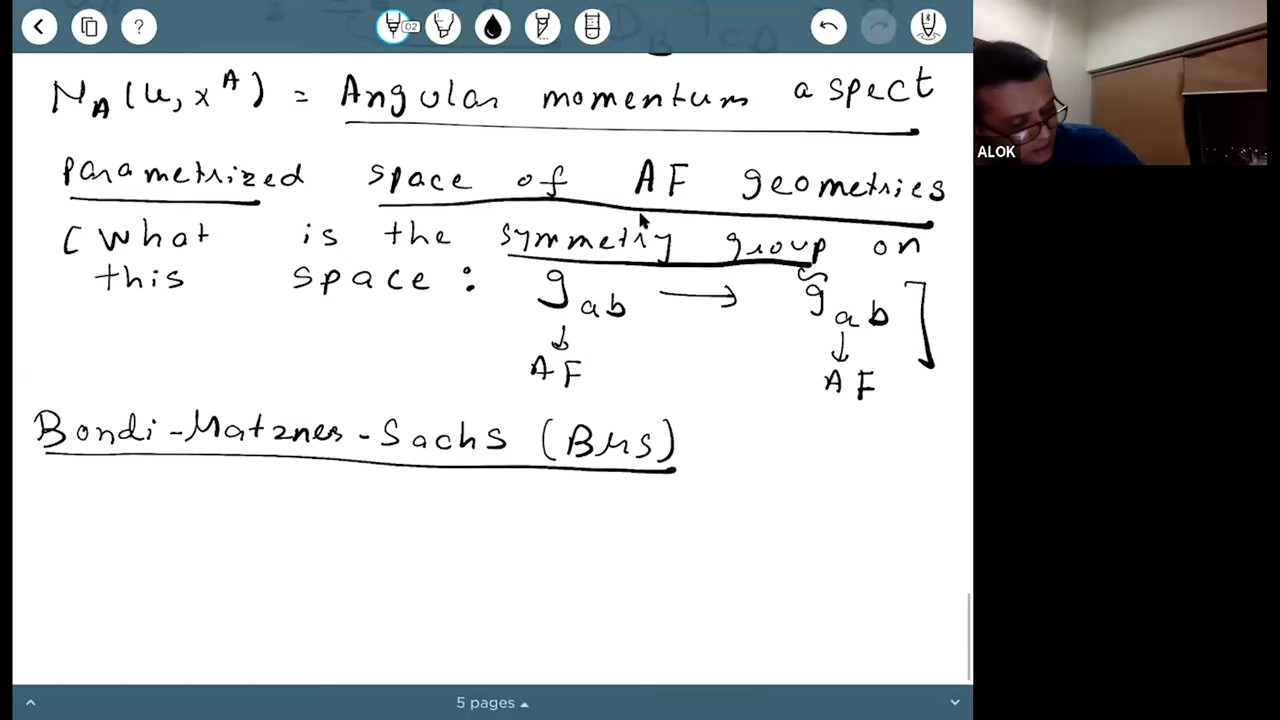 N_A (u, x^A) = Angular momentum aspect
parametrized space of AF geometries
[ What is the symmetry group on
this space : g_ab → g̃_ab ]
↓ ↓
AF AF
Bondi-Matzner-Sachs (BMS)
ALOK
02
?
5 pages